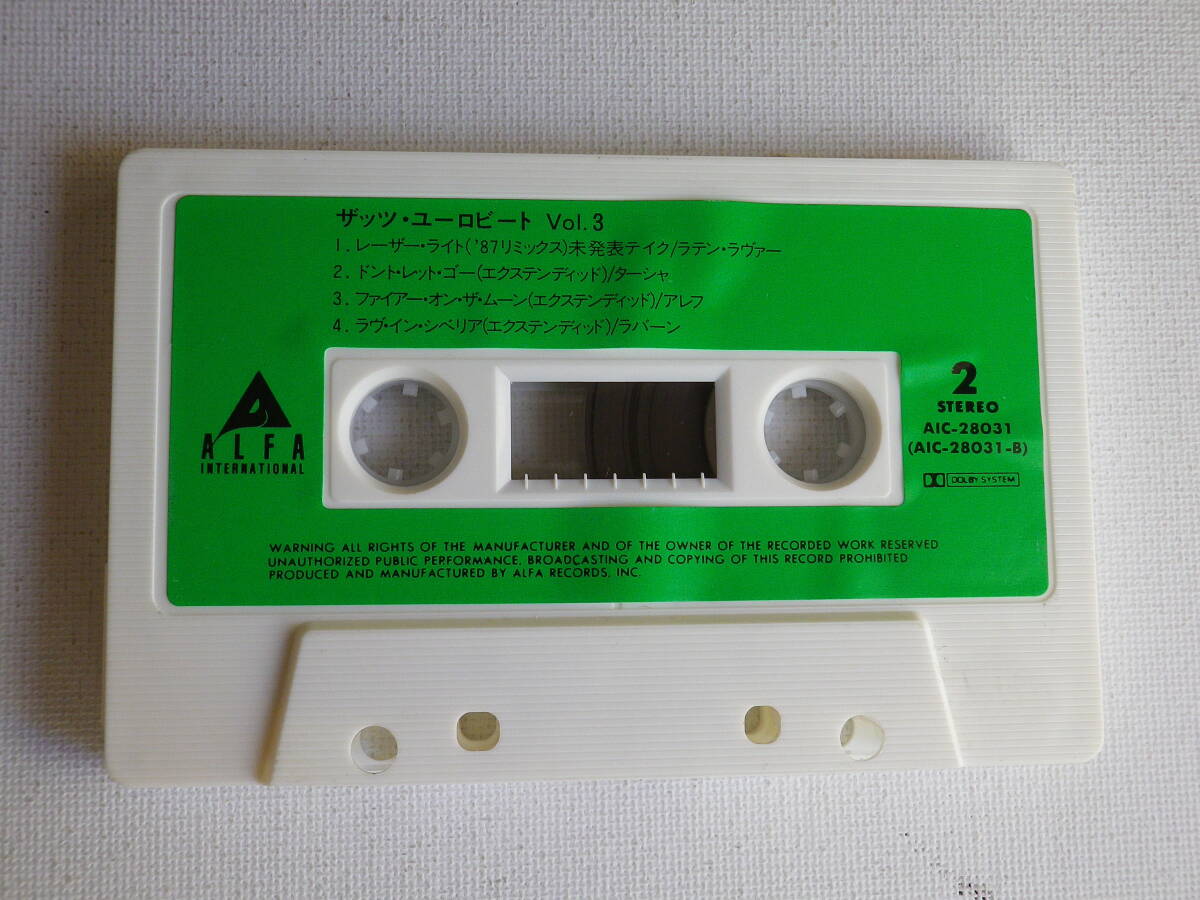 ザッツ・ユーロビート Vol.3
1. レーザー・ライト('87リミックス)未発表テイク/ラテン・ラヴァー
2. ドント・レット・ゴー(エクステンディッド)/ターシャ
3. ファイアー・オン・ザ・ムーン(エクステンディッド)/アレフ
4. ラヴ・イン・シベリア(エクステンディッド)/ラバーン
ALFA
INTERNATIONAL
2
STEREO
AIC-28031
(AIC-28031-B)
DOLBY SYSTEM
WARNING ALL RIGHTS OF THE MANUFACTURER AND OF THE OWNER OF THE RECORDED WORK RESERVED
UNAUTHORIZED PUBLIC PERFORMANCE, BROADCASTING AND COPYING OF THIS RECORD PROHIBITED
PRODUCED AND MANUFACTURED BY ALFA RECORDS, INC.